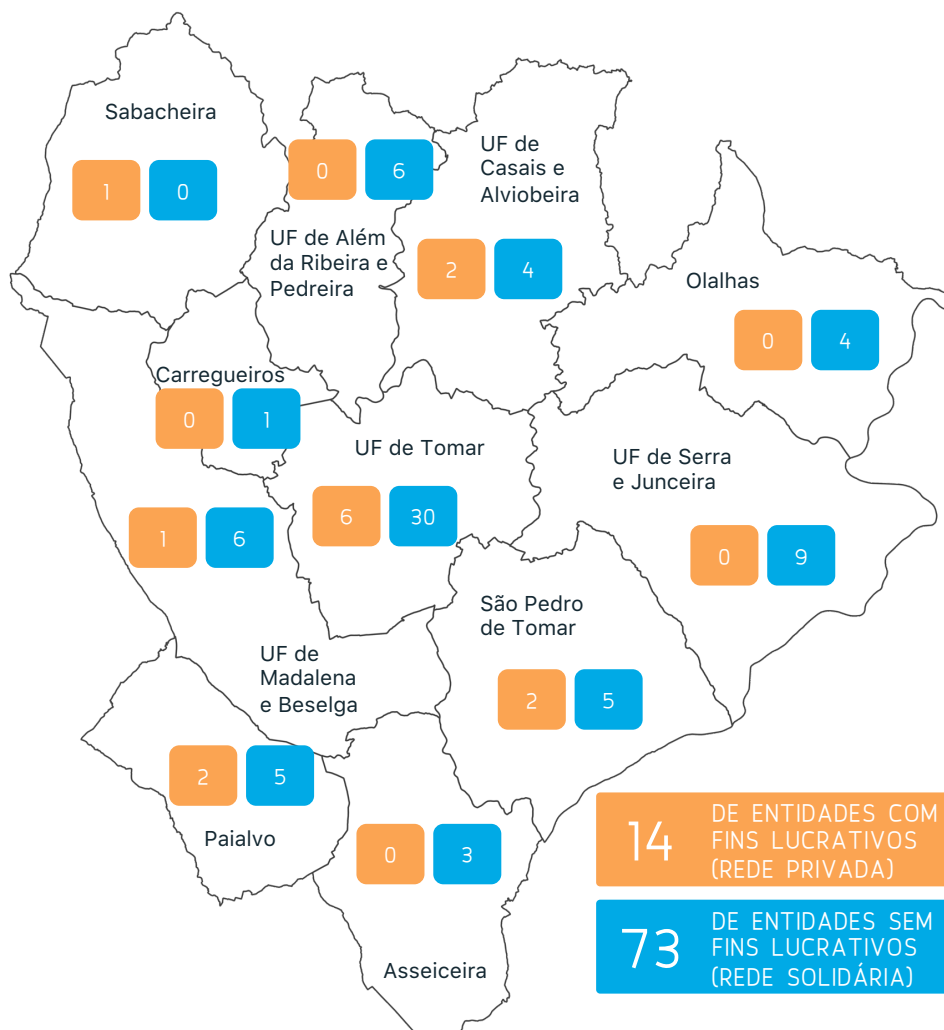 Sabacheira
1 0
0 6
UF de Além
da Ribeira e
Pedreira
UF de
Casais e
Alviobeira
2 4
Olalhas
0 4
Carregueiros
0 1
UF de Tomar
6 30
UF de Serra
e Junceira
0 9
1 6
UF de
Madalena
e Beselga
São Pedro
de Tomar
2 5
2 5
Paialvo
0 3
Asseiceira
14 DE ENTIDADES COM
FINS LUCRATIVOS
(REDE PRIVADA)
73 DE ENTIDADES SEM
FINS LUCRATIVOS
(REDE SOLIDÁRIA)